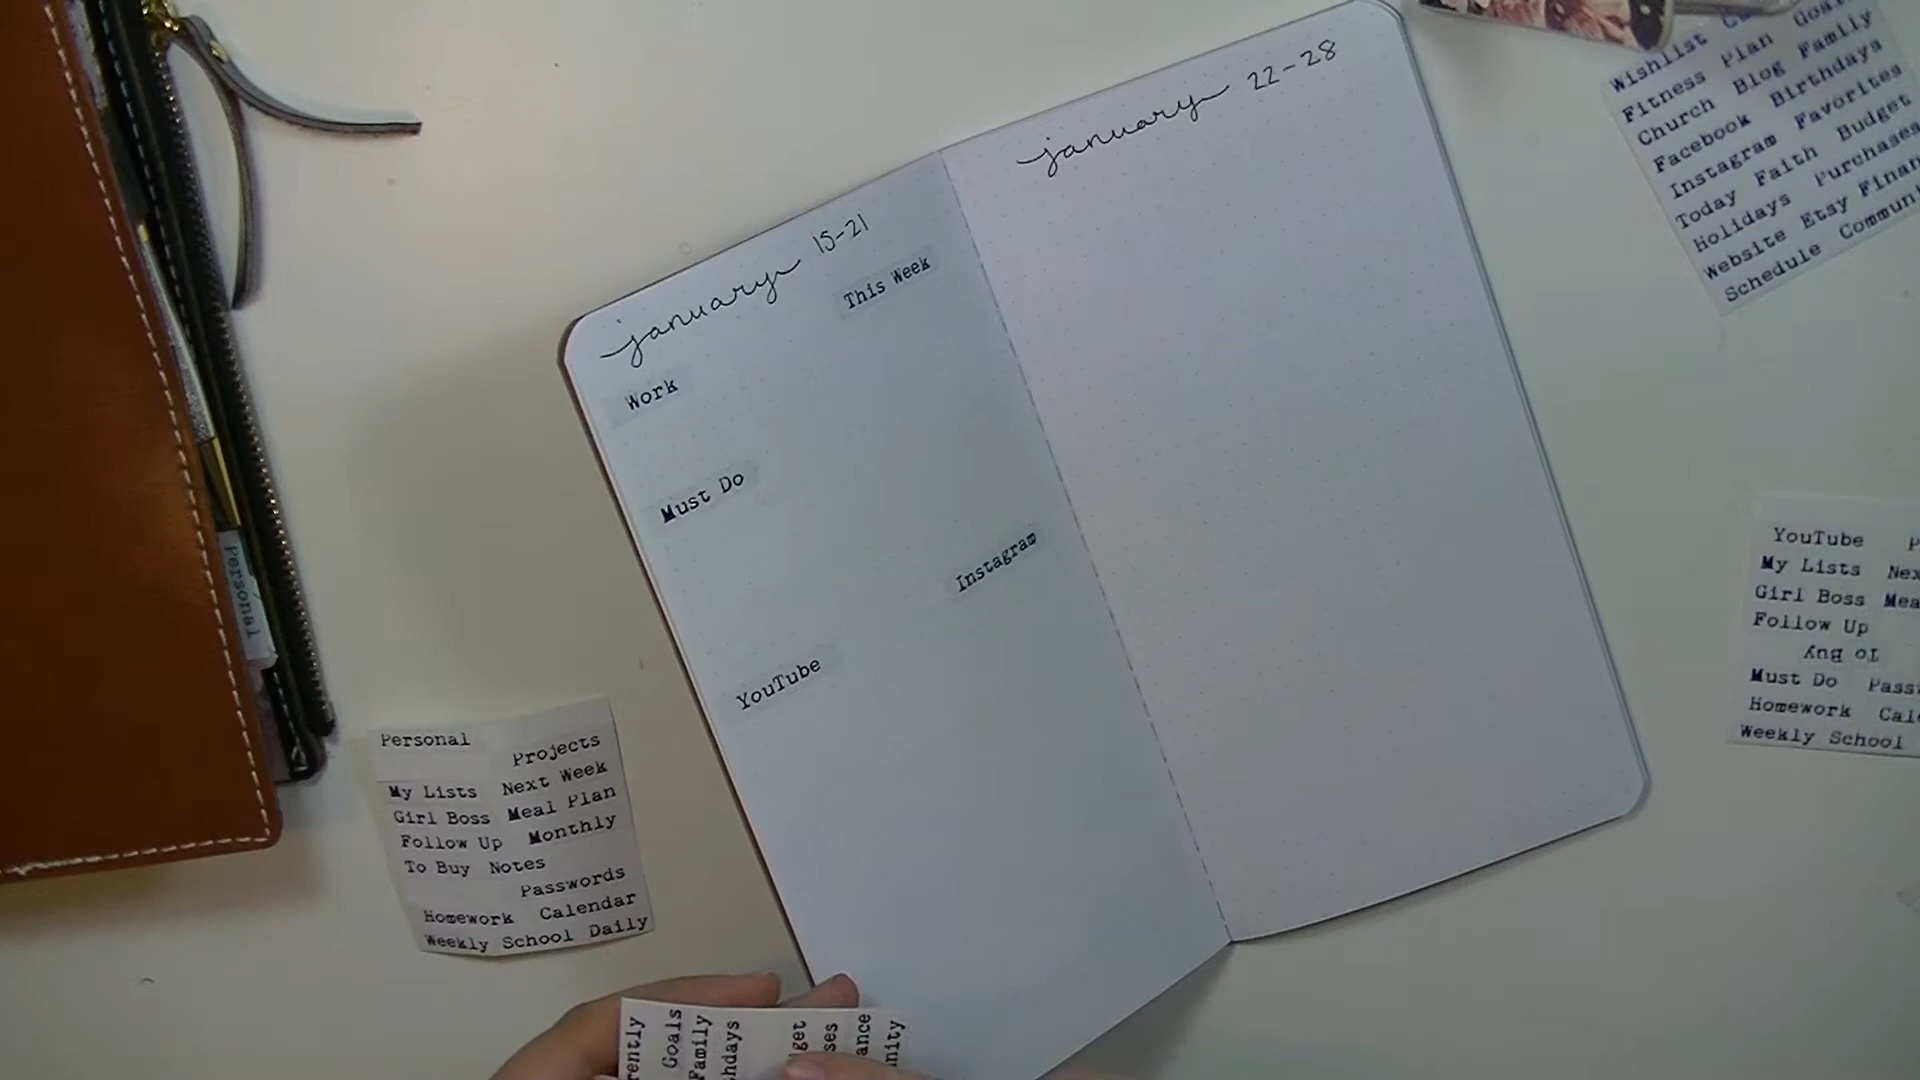 january 15-21
This Week
Work
Must Do
Instagram
YouTube
january 22-28
Personal
Personal
Projects
My Lists Next Week
Girl Boss Meal Plan
Follow Up Monthly
To Buy Notes
Passwords
Homework Calendar
Weekly School Daily
Goals
Family
Wishlist
Fitness Plan
Church Blog Family
Facebook Birthdays
Instagram Favorites
Today Faith Budget
Holidays Purchases
Website Etsy
Schedule
YouTube
My Lists
Girl Boss
Follow Up
To Buy
Must Do
Homework
Weekly School